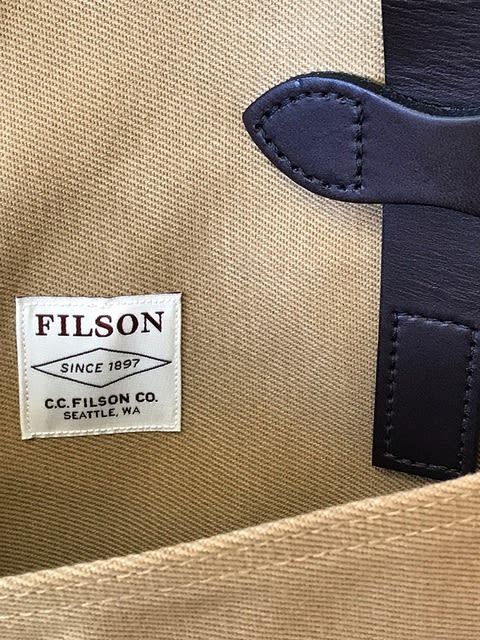 FILSON
SINCE 1897
C.C. FILSON CO.
SEATTLE, WA